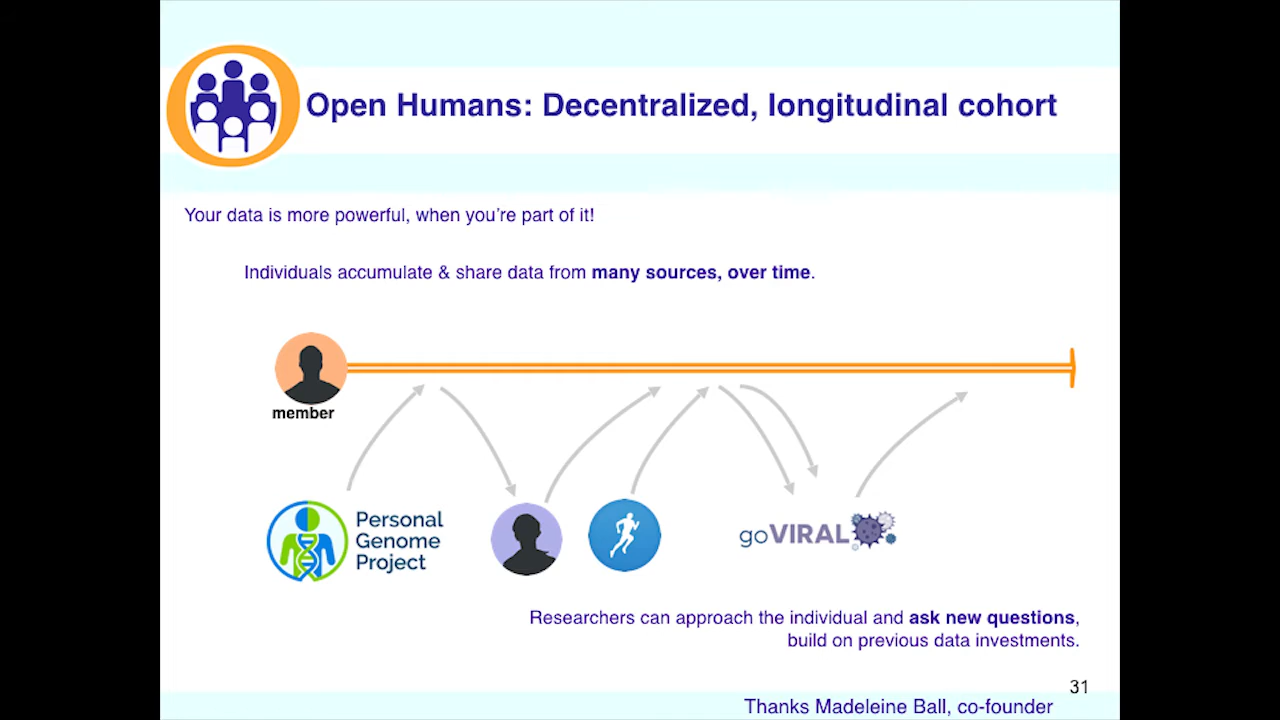 Open Humans: Decentralized, longitudinal cohort
Your data is more powerful, when you're part of it!
Individuals accumulate & share data from many sources, over time.
member
Personal
Genome
Project
goVIRAL
Researchers can approach the individual and ask new questions,
build on previous data investments.
31
Thanks Madeleine Ball, co-founder